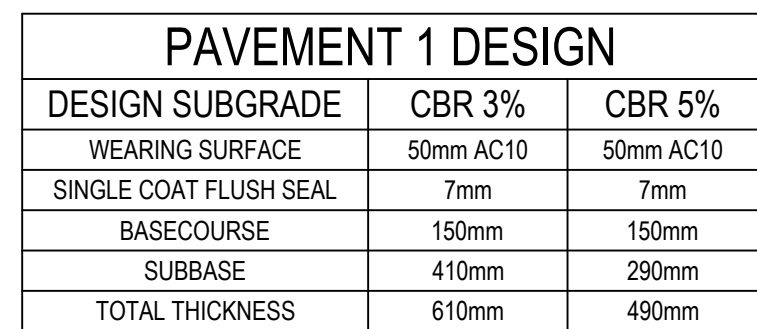 PAVEMENT 1 DESIGN
DESIGN SUBGRADE CBR 3% CBR 5%
WEARING SURFACE 50mm AC10 50mm AC10
SINGLE COAT FLUSH SEAL 7mm 7mm
BASECOURSE 150mm 150mm
SUBBASE 410mm 290mm
TOTAL THICKNESS 610mm 490mm